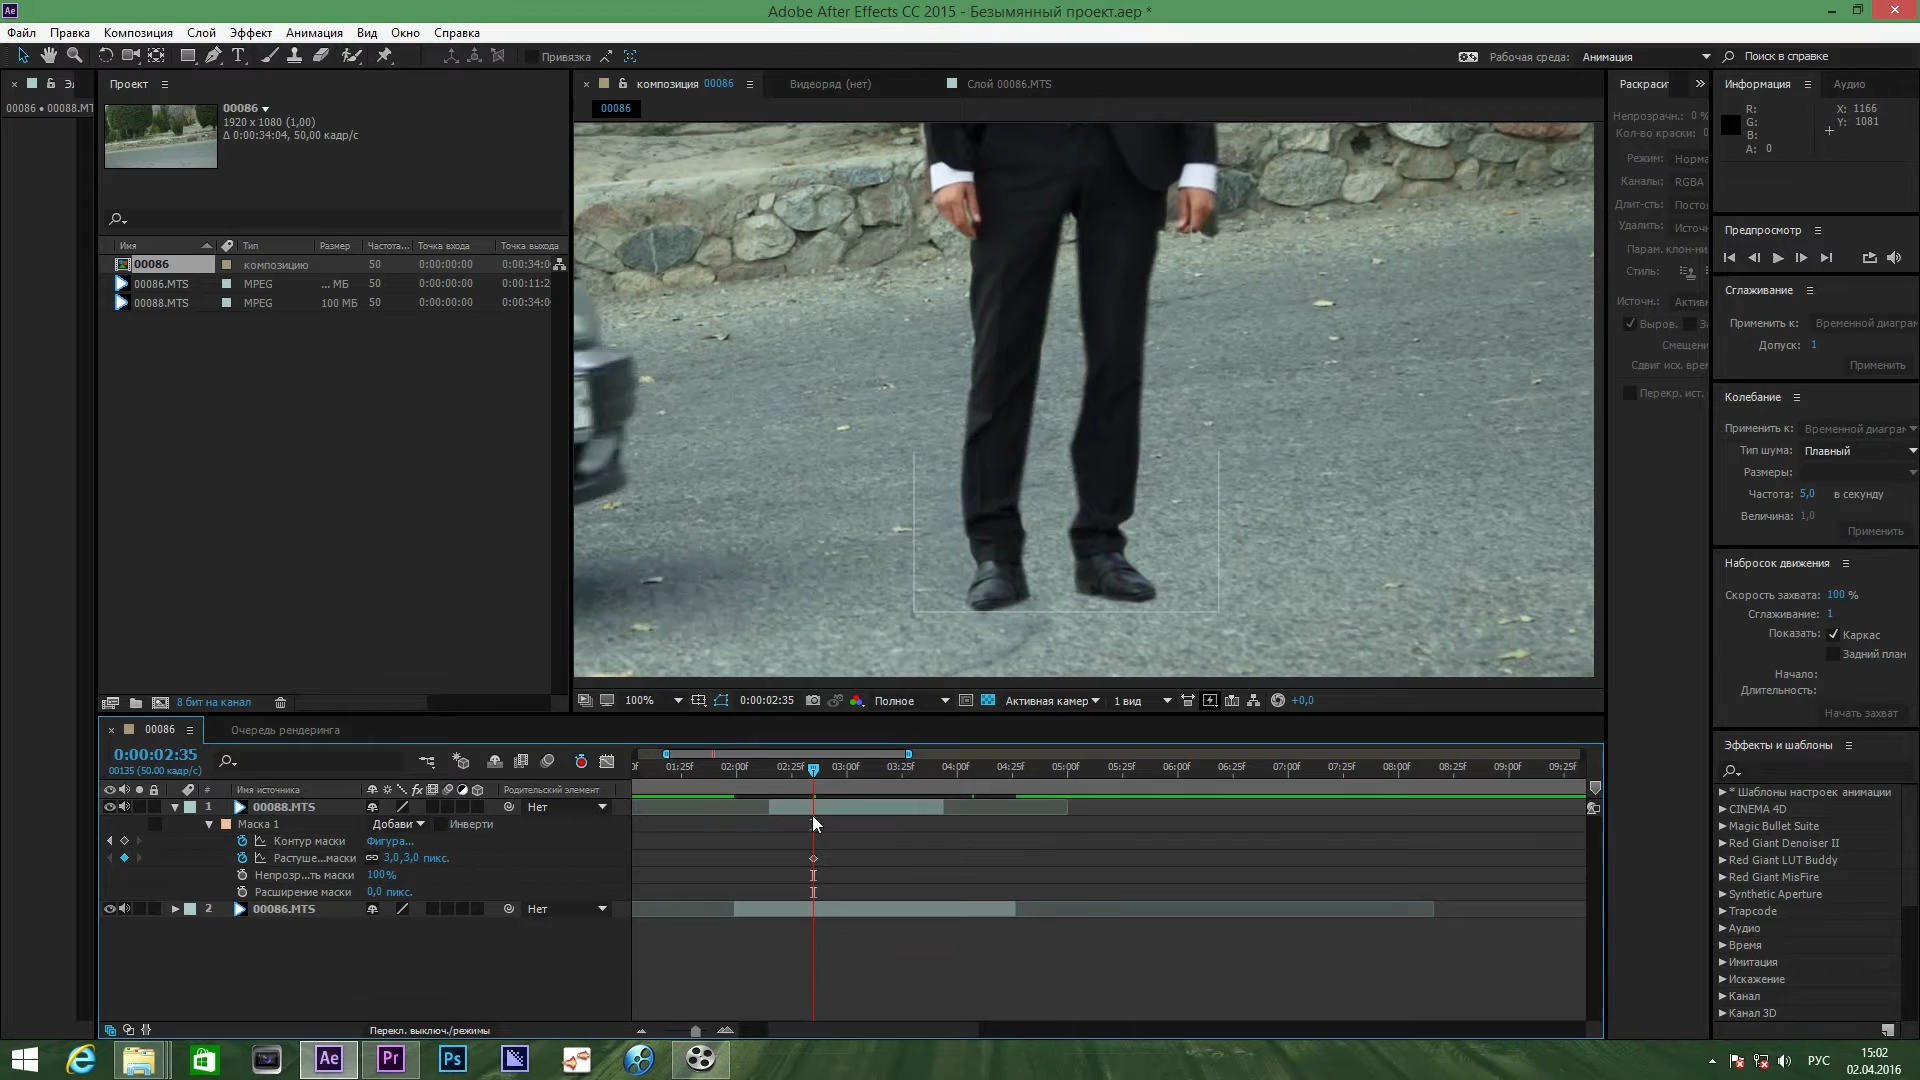 Adobe After Effects CC 2015 - Безымянный проект.aep *
Файл Правка Композиция Слой Эффект Анимация Вид Окно Справка
Привязка
Рабочая среда: Анимация
Поиск в справке
Эл
00086 • 00088.MT
Проект
00086
1920 x 1080 (1,00)
Δ 0:00:34:04, 50,00 кадр/с
Имя Тип Размер Частота... Точка входа Точка выхода
00086 композицию 50 0:00:00:00 0:00:34:0
00086.MTS MPEG ... МБ 50 0:00:00:00 0:00:11:2
00088.MTS MPEG 100 МБ 50 0:00:00:00 0:00:34:0
8 бит на канал
композиция 00086
Видеоряд (нет)
Слой 00086.MTS
00086
100% 0:00:02:35 Полное Активная камер 1 вид +0,0
Раскрасит
Непрозрачн.: 0 %
Кол-во краски:
Режим: Норма
Каналы: RGBA
Длит-сть: Посто
Удалить: Источн
Парам. клон-ни
Стиль:
Источн.: Активн
Выров. За
Смещени
Сдвиг исх. врем
Перекр. ист.
Информация Аудио
R:
G:
B:
A: 0
X: 1166
Y: 1081
Предпросмотр
Сглаживание
Применить к: Временной диаграм
Допуск: 1
Применить
Колебание
Применить к: Временной диаграм
Тип шума: Плавный
Размеры:
Частота: 5,0 в секунду
Величина: 1,0
Применить
Набросок движения
Скорость захвата: 100 %
Сглаживание: 1
Показать: Каркас
Задний план
Начало:
Длительность:
Начать захват
Эффекты и шаблоны
* Шаблоны настроек анимации
CINEMA 4D
Magic Bullet Suite
Red Giant Denoiser II
Red Giant LUT Buddy
Red Giant MisFire
Synthetic Aperture
Trapcode
Аудио
Время
Имитация
Искажение
Канал
Канал 3D
00086
Очередь рендеринга
0:00:02:35
00135 (50.00 кадр/с)
01:25f 02:00f 02:25f 03:00f 03:25f 04:00f 04:25f 05:00f 05:25f 06:00f 06:25f 07:00f 07:25f 08:00f 08:25f 09:00f 09:25f
# Имя источника fx Родительский элемент
1 00088.MTS Нет
Маска 1 Добави Инверти
Контур маски Фигура...
Растуше...маски 3,0,3,0 пикс.
Непрозр...ть маски 100%
Расширение маски 0,0 пикс.
2 00086.MTS Нет
Перекл. выключ./режимы
Ae Pr Ps
РУС
15:02
02.04.2016